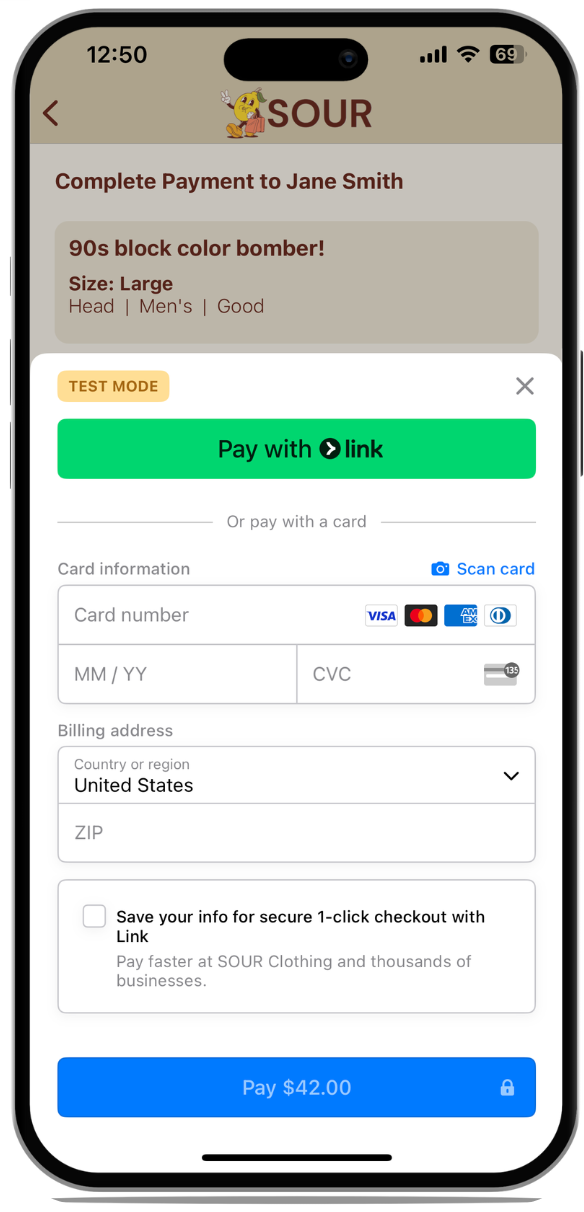 12:50
69
SOUR
Complete Payment to Jane Smith
90s block color bomber!
Size: Large
Head | Men's | Good
TEST MODE
Pay with link
Or pay with a card
Card information
Scan card
Card number
VISA
AM
EX
MM / YY
CVC
135
Billing address
Country or region
United States
ZIP
Save your info for secure 1-click checkout with
Link
Pay faster at SOUR Clothing and thousands of
businesses.
Pay $42.00